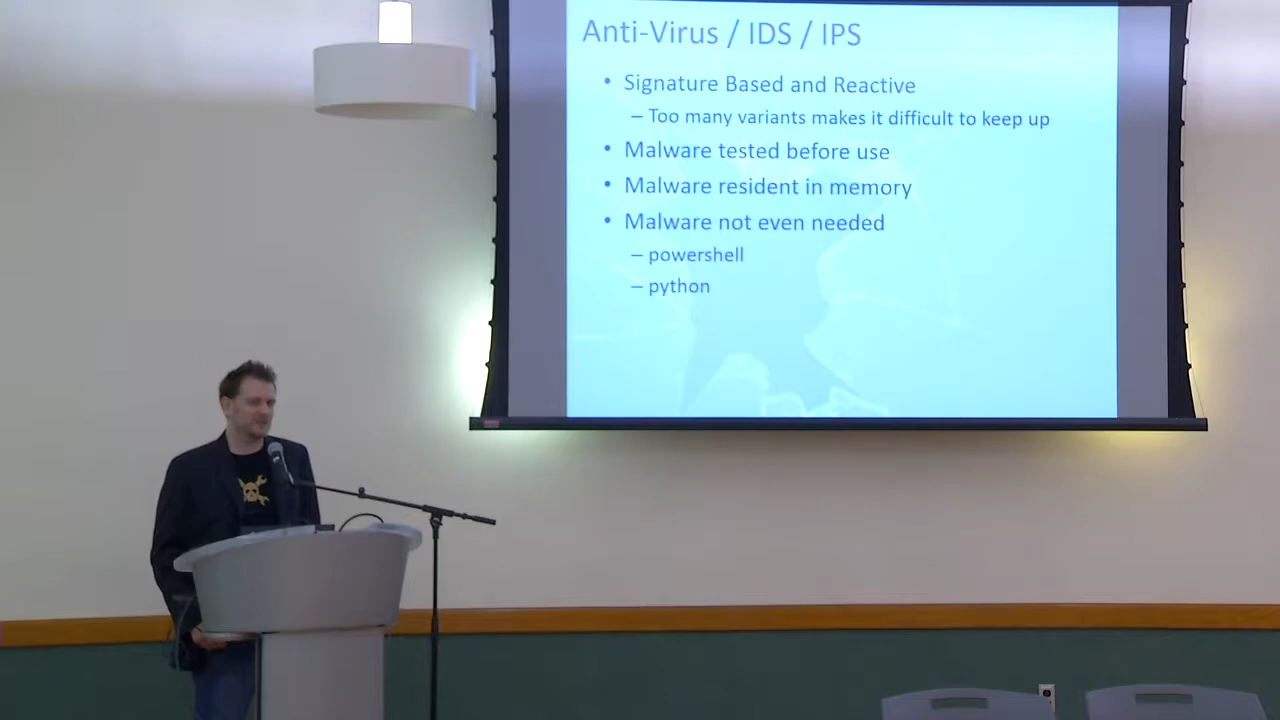 Anti-Virus / IDS / IPS
• Signature Based and Reactive
– Too many variants makes it difficult to keep up
• Malware tested before use
• Malware resident in memory
• Malware not even needed
– powershell
– python